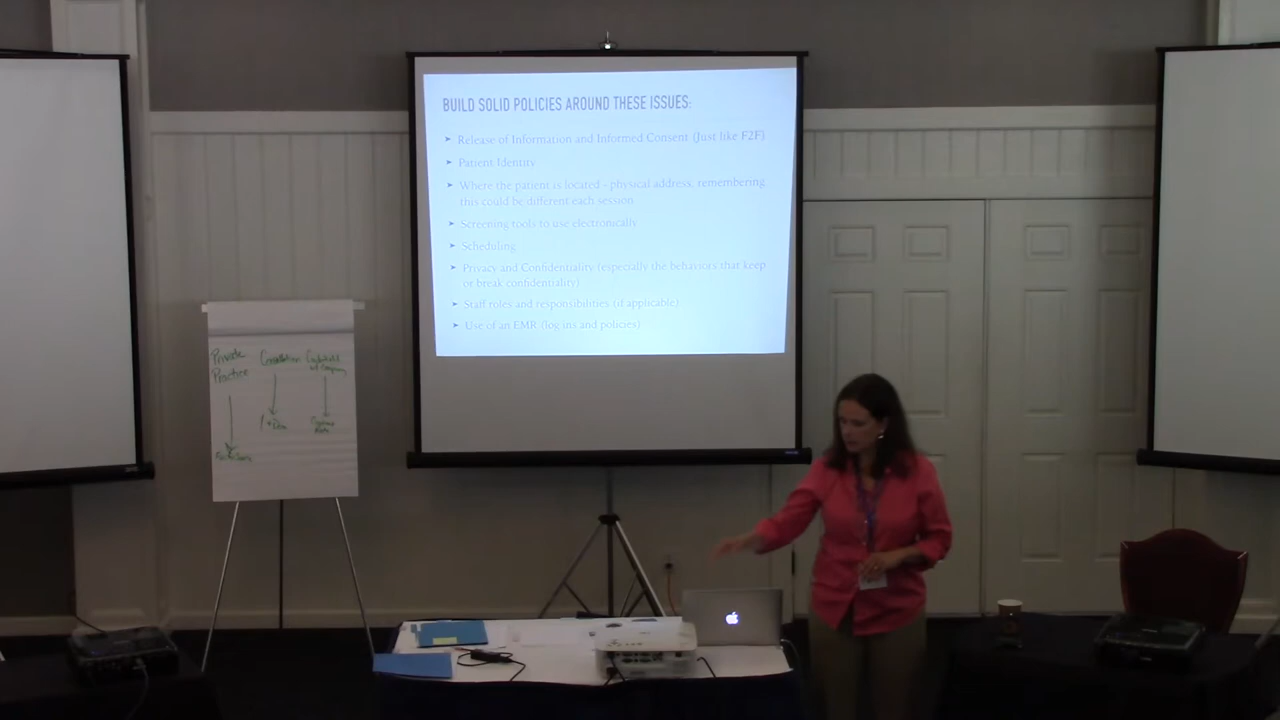 BUILD SOLID POLICIES AROUND THESE ISSUES:
➤ Release of Information and Informed Consent (Just like F2F)
➤ Patient Identity
➤ Where the patient is located - physical address, remembering
this could be different each session
➤ Screening tools to use electronically
➤ Scheduling
➤ Privacy and Confidentiality (especially the behaviors that keep
or break confidentiality)
➤ Staff roles and responsibilities (if applicable)
➤ Use of an EMR (log ins and policies)
Private
Practice